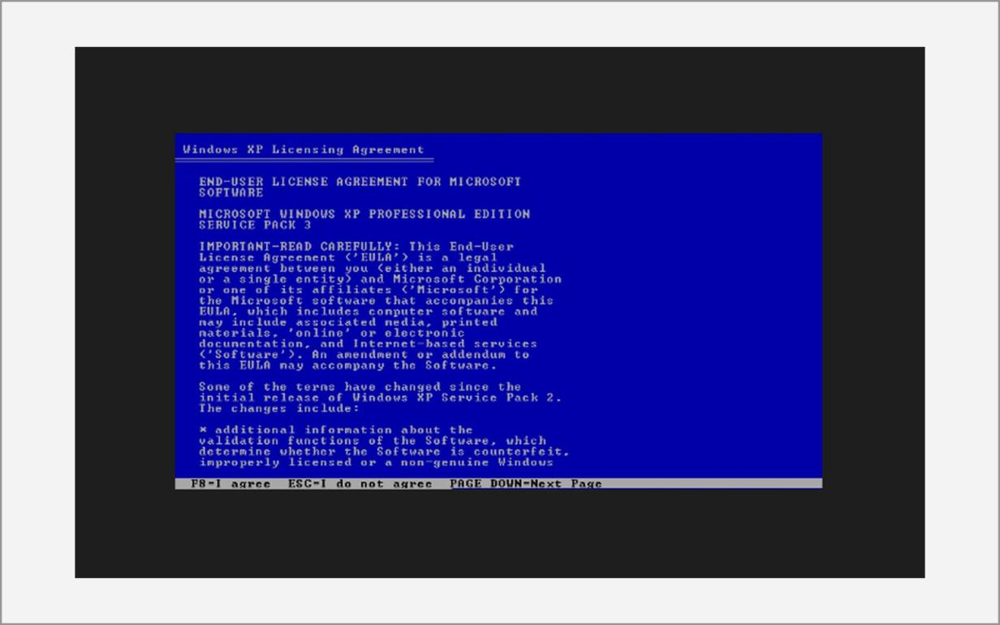 Windows XP Licensing Agreement
END-USER LICENSE AGREEMENT FOR MICROSOFT
SOFTWARE
MICROSOFT WINDOWS XP PROFESSIONAL EDITION
SERVICE PACK 3
IMPORTANT-READ CAREFULLY: This End-User
License Agreement ('EULA') is a legal
agreement between you (either an individual
or a single entity) and Microsoft Corporation
or one of its affiliates ('Microsoft') for
the Microsoft software that accompanies this
EULA, which includes computer software and
may include associated media, printed
materials, 'online' or electronic
documentation, and Internet-based services
('Software'). An amendment or addendum to
this EULA may accompany the Software.
Some of the terms have changed since the
initial release of Windows XP Service Pack 2.
The changes include:
* additional information about the
validation functions of the Software, which
determine whether the Software is counterfeit,
improperly licensed or a non-genuine Windows
F8=I agree  ESC=I do not agree  PAGE DOWN=Next Page